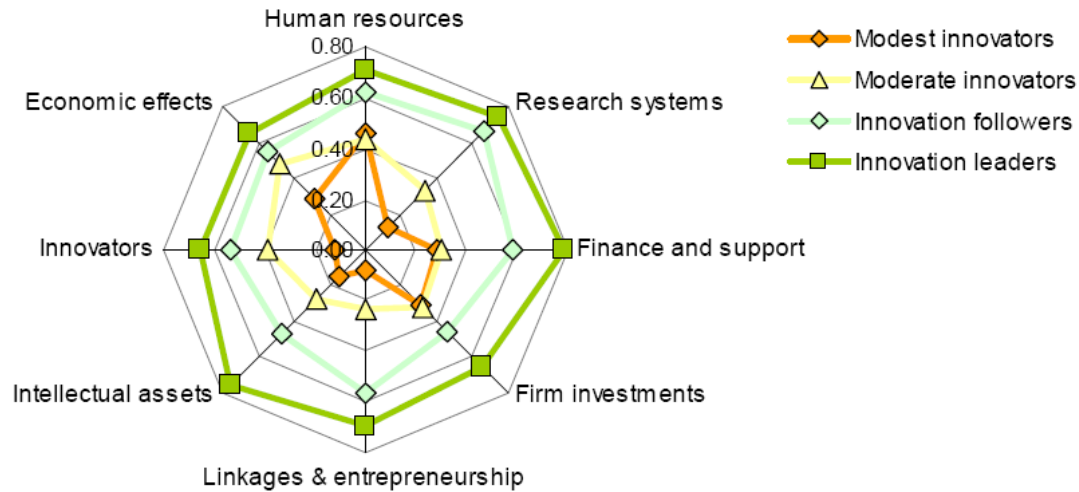 Human resources
0.80
Modest innovators
Moderate innovators
Innovation followers
Innovation leaders
Economic effects
0.60
Research systems
0.40
0.20
Innovators
0.00
Finance and support
Intellectual assets
Firm investments
Linkages & entrepreneurship